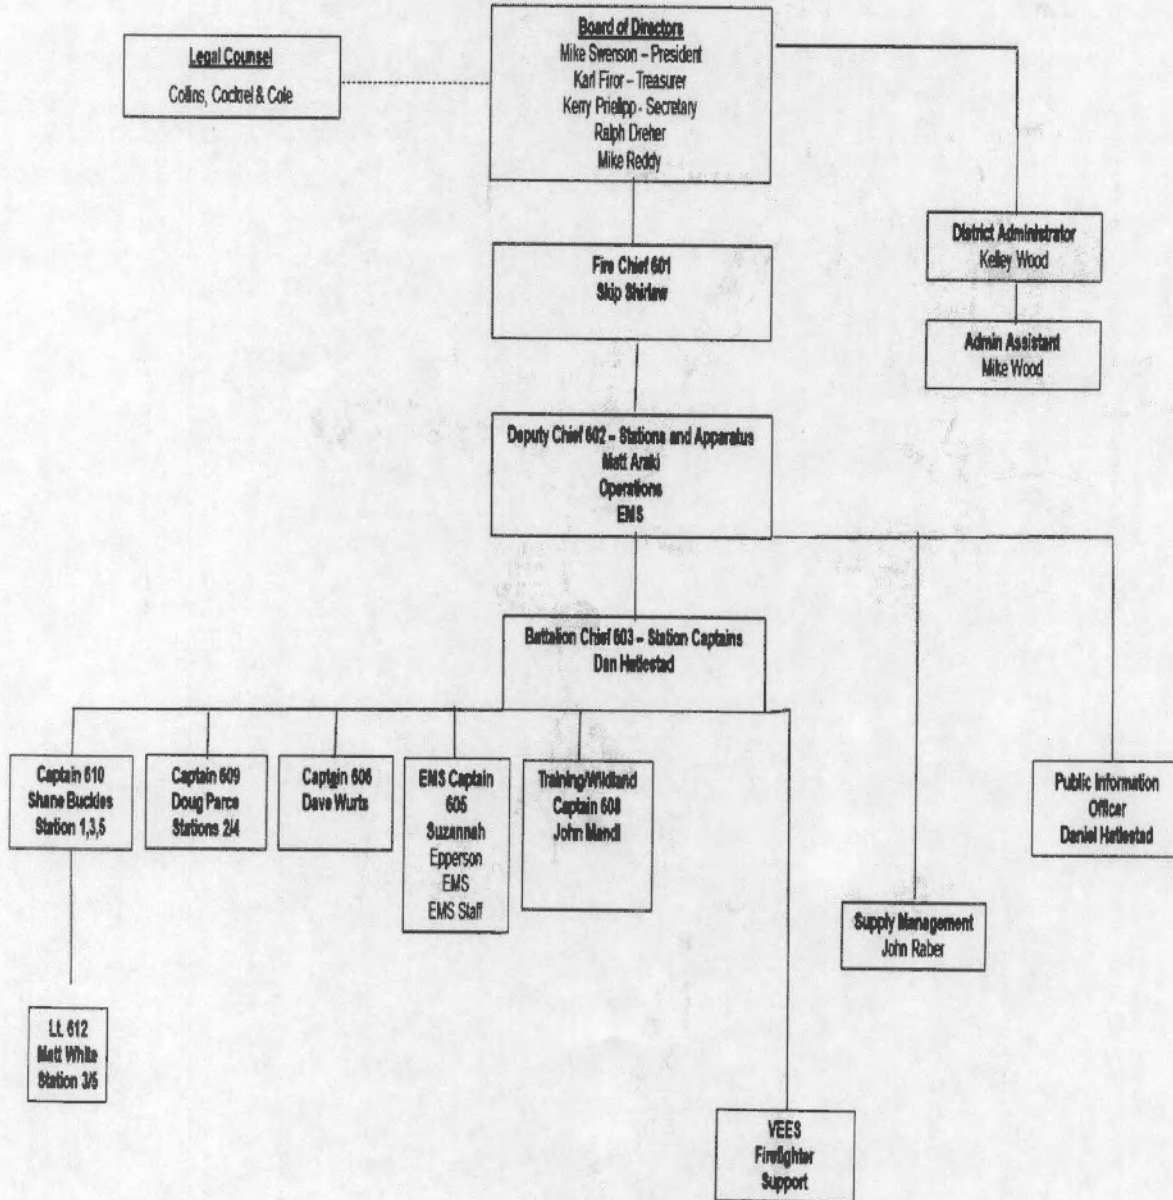 Board of Directors
Mike Swenson – President
Karl Firor – Treasurer
Kerry Prielipp - Secretary
Ralph Dreher
Mike Reddy
Legal Counsel
Collins, Cockrel & Cole
District Administrator
Kelley Wood
Admin Assistant
Mike Wood
Fire Chief 601
Skip Shirlaw
Deputy Chief 602 – Stations and Apparatus
Matt Araki
Operations
EMS
Battalion Chief 603 – Station Captains
Dan Hatlestad
Captain 610
Shane Buckles
Station 1,3,5
Captain 609
Doug Parce
Stations 2/4
Captain 606
Dave Wurts
EMS Captain
605
Suzannah
Epperson
EMS
EMS Staff
Training/Wildland
Captain 608
John Mandl
Public Information
Officer
Daniel Hatlestad
Supply Management
John Raber
Lt. 612
Matt White
Station 3/5
VEES
Firefighter
Support